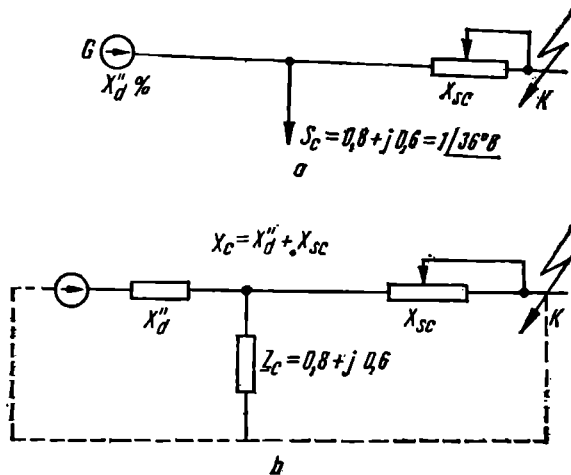 G
X"d %
Xsc
K
Sc = 0,8 + j 0,6 = 1/36°8
a
Xc = X"d + Xsc
X"d
Xsc
K
Zc = 0,8 + j 0,6
b